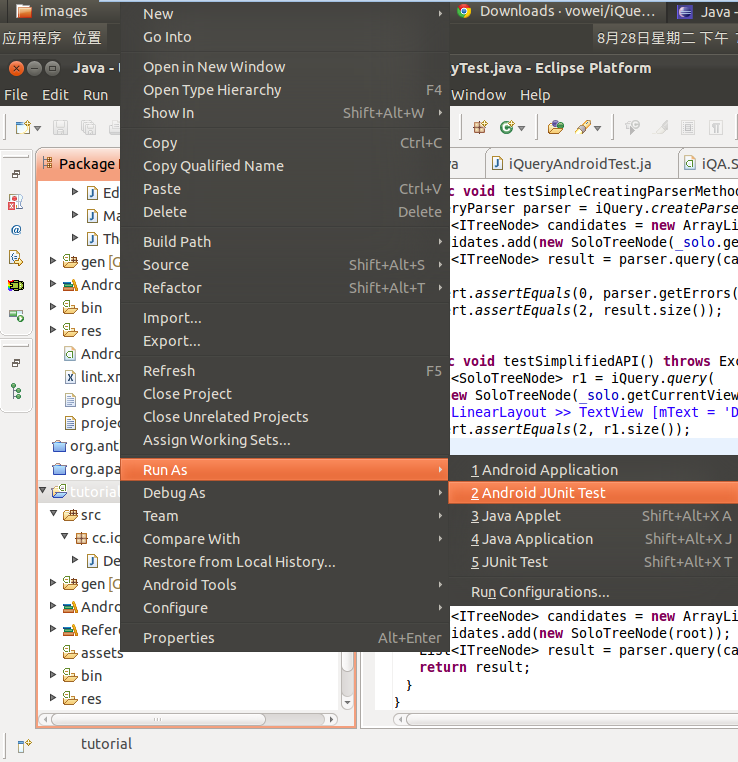 images
Downloads · vowei/iQue...
Java -
应用程序 位置
8月28日星期二 下午
Java -
yTest.java - Eclipse Platform
File Edit Run
Window Help
Package
iQueryAndroidTest.ja
iQA.S
New
Go Into
Open in New Window
Open Type Hierarchy F4
Show In Shift+Alt+W
Copy Ctrl+C
Copy Qualified Name
Paste Ctrl+V
Delete Delete
Build Path
Source Shift+Alt+S
Refactor Shift+Alt+T
Import...
Export...
Refresh F5
Close Project
Close Unrelated Projects
Assign Working Sets...
Run As
Debug As
Team
Compare With
Restore from Local History...
Android Tools
Configure
Properties Alt+Enter
1 Android Application
2 Android JUnit Test
3 Java Applet Shift+Alt+X A
4 Java Application Shift+Alt+X J
5 JUnit Test Shift+Alt+X T
Run Configurations...
Ed
Ma
Th
gen [
Andro
bin
res
Andro
lint.xm
progu
projec
org.ant
org.apa
tutorial
src
cc.ic
De
gen [
Andro
Refere
assets
bin
res
c void testSimpleCreatingParserMethod
ryParser parser = iQuery.createParse
<ITreeNode> candidates = new ArrayLi
idates.add(new SoloTreeNode(_solo.ge
<ITreeNode> result = parser.query(ca
rt.assertEquals(0, parser.getErrors(
rt.assertEquals(2, result.size());
c void testSimplifiedAPI() throws Exc
<SoloTreeNode> r1 = iQuery.query(
ew SoloTreeNode(_solo.getCurrentView
LinearLayout >> TextView [mText = 'D
rt.assertEquals(2, r1.size());
<ITreeNode> candidates = new ArrayLi
idates.add(new SoloTreeNode(root));
List<ITreeNode> result = parser.query(ca
return result;
}
}
tutorial